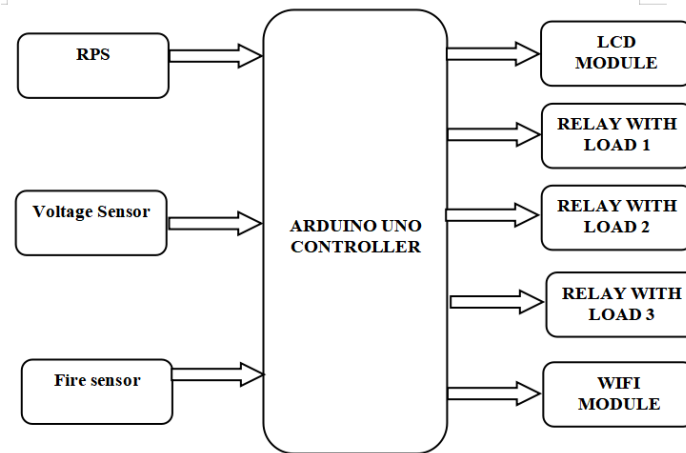 RPS
Voltage Sensor
Fire sensor
ARDUINO UNO
CONTROLLER
LCD
MODULE
RELAY WITH
LOAD 1
RELAY WITH
LOAD 2
RELAY WITH
LOAD 3
WIFI
MODULE